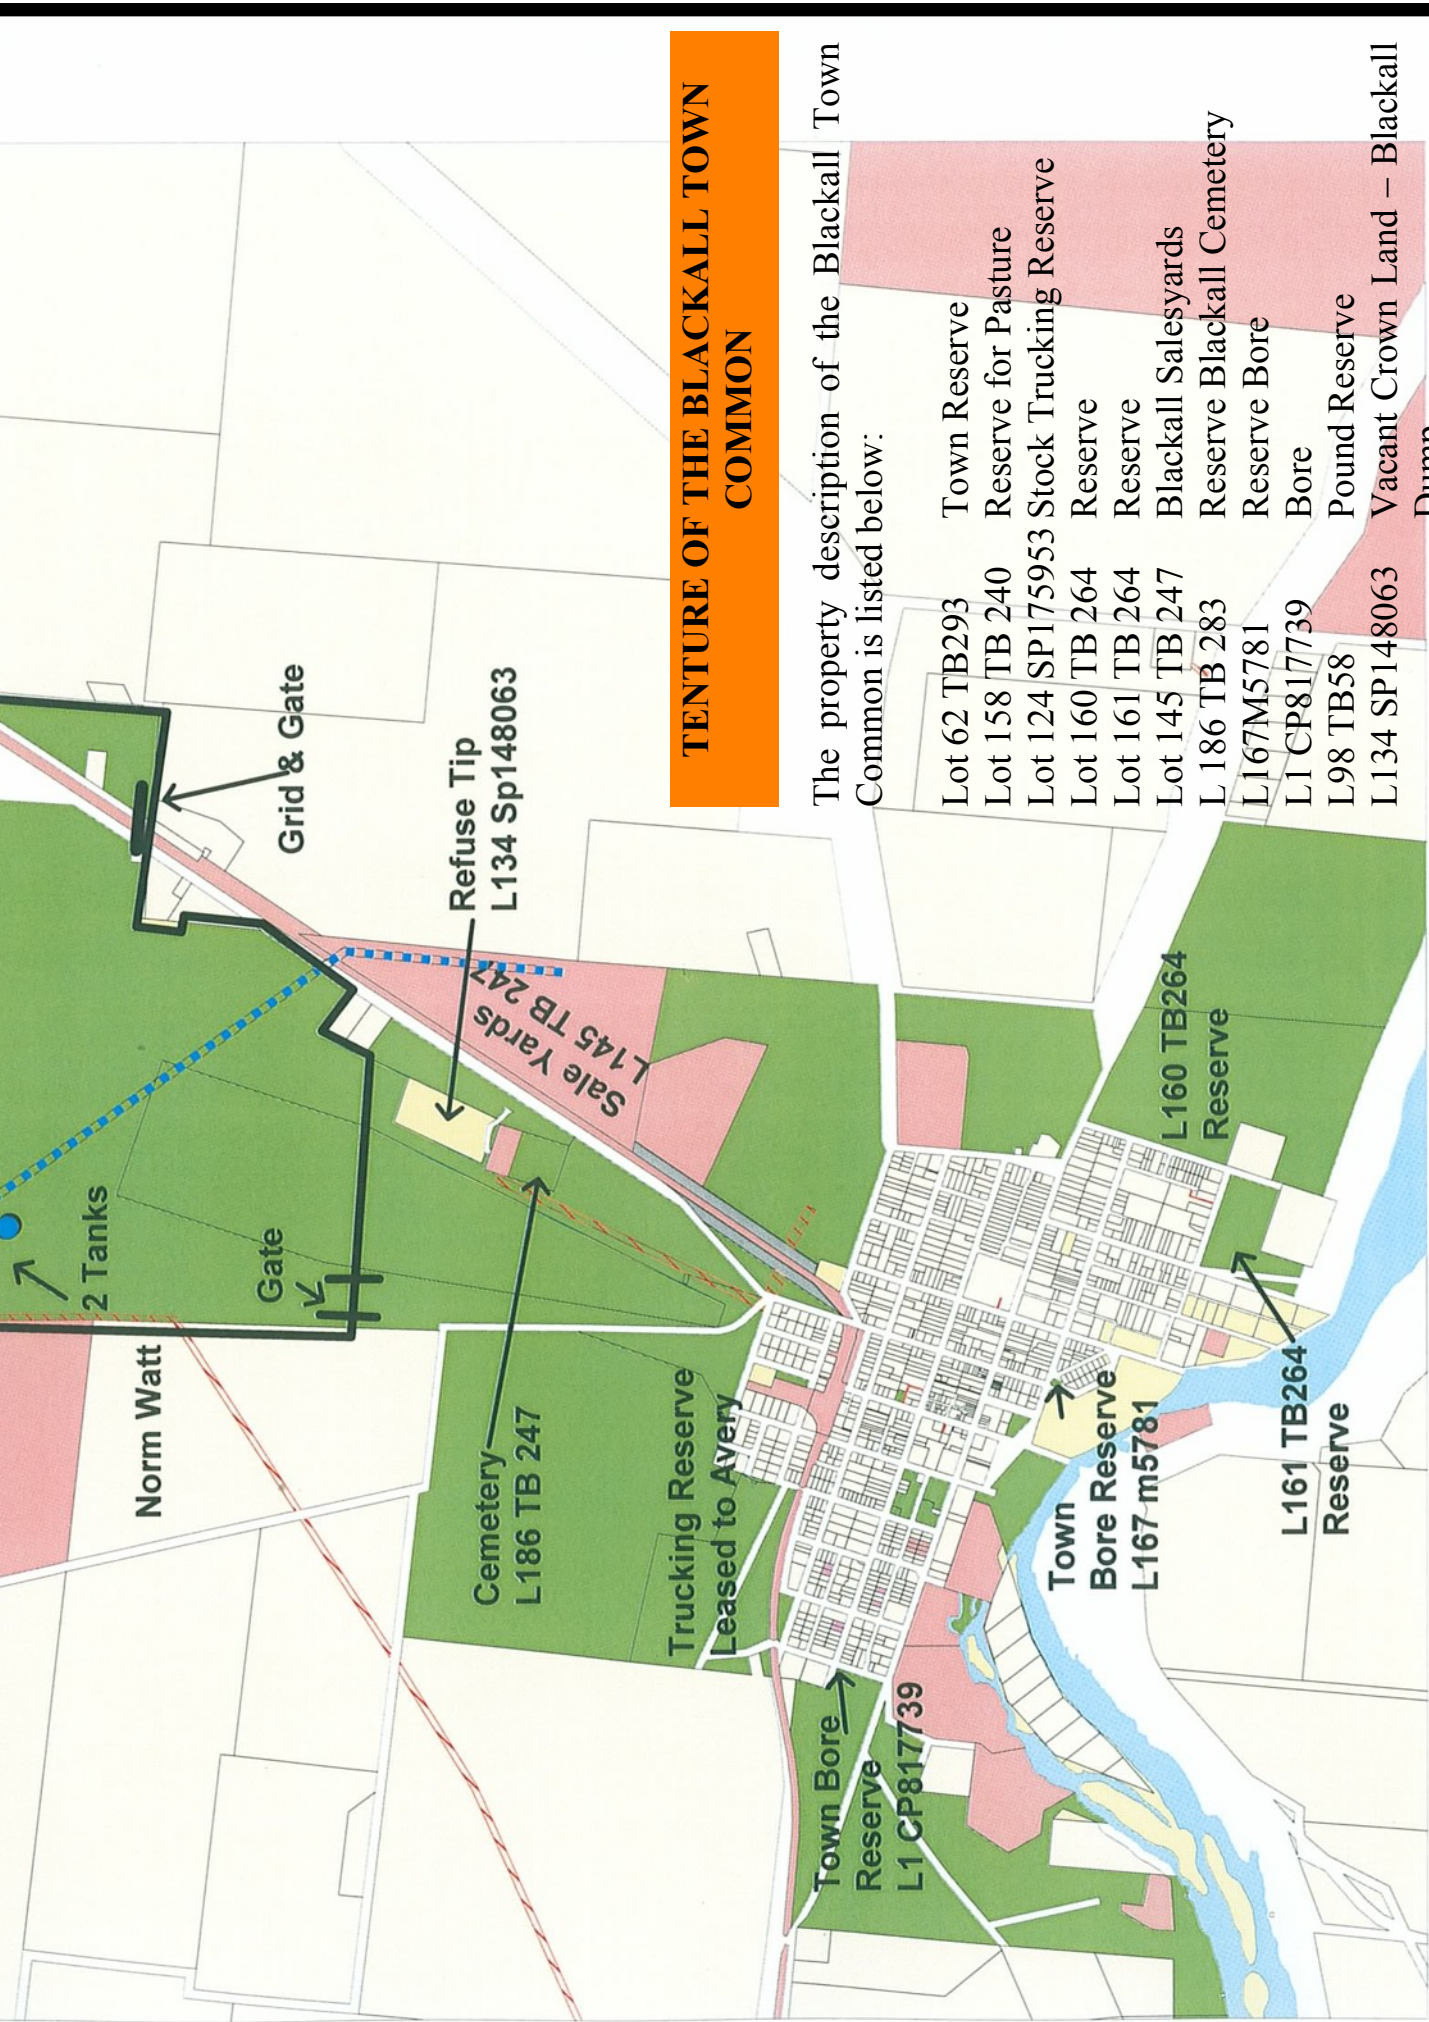 TENTURE OF THE BLACKALL TOWN
COMMON
The property description of the Blackall Town
Common is listed below:
Lot 62 TB293 Town Reserve
Lot 158 TB 240 Reserve for Pasture
Lot 124 SP175953 Stock Trucking Reserve
Lot 160 TB 264 Reserve
Lot 161 TB 264 Reserve
Lot 145 TB 247 Blackall Salesyards
L 186 TB 283 Reserve Blackall Cemetery
L167M5781 Reserve Bore
L1 CP817739 Bore
L98 TB58 Pound Reserve
L134 SP148063 Vacant Crown Land – Blackall
Dump
2 Tanks
Gate
Grid & Gate
Norm Watt
Refuse Tip
L134 Sp148063
Sale Yards
L145 TB 247
Cemetery
L186 TB 247
Trucking Reserve
Leased to Avery
Town Bore
Reserve
L1 CP817739
Town
Bore Reserve
L167 m5781
L160 TB264
Reserve
L161 TB264
Reserve